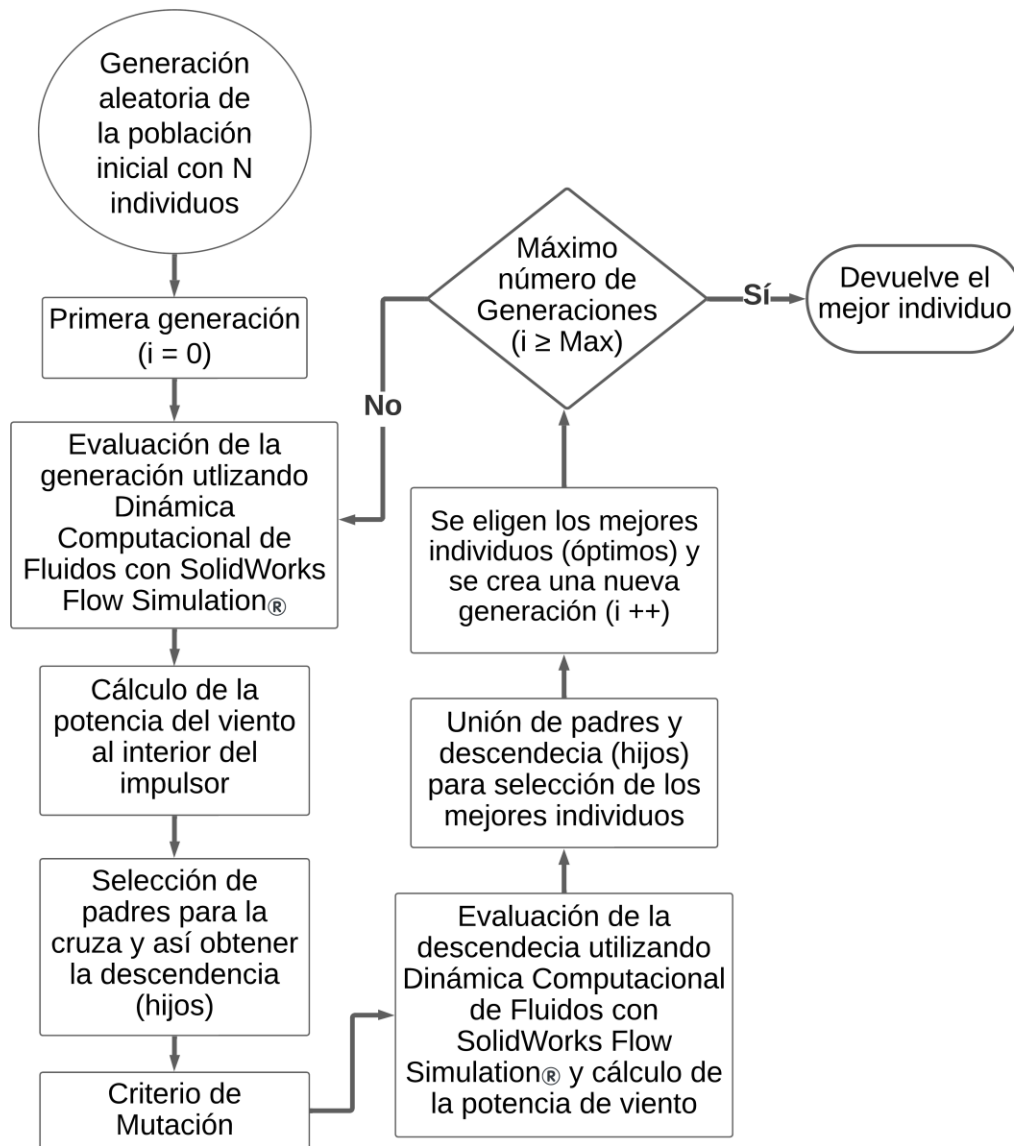 Generación
aleatoria de
la población
inicial con N
individuos
Primera generación
(i = 0)
Evaluación de la
generación utlizando
Dinámica
Computacional de
Fluidos con SolidWorks
Flow Simulation®
Cálculo de la
potencia del viento
al interior del
impulsor
Selección de
padres para la
cruza y así obtener
la descendencia
(hijos)
Criterio de
Mutación
Evaluación de la
descendecia utilizando
Dinámica Computacional
de Fluidos con
SolidWorks Flow
Simulation® y cálculo de
la potencia de viento
Unión de padres y
descendecia (hijos)
para selección de los
mejores individuos
Se eligen los mejores
individuos (óptimos) y
se crea una nueva
generación (i ++)
Máximo
número de
Generaciones
(i ≥ Max)
No
Sí
Devuelve el
mejor individuo